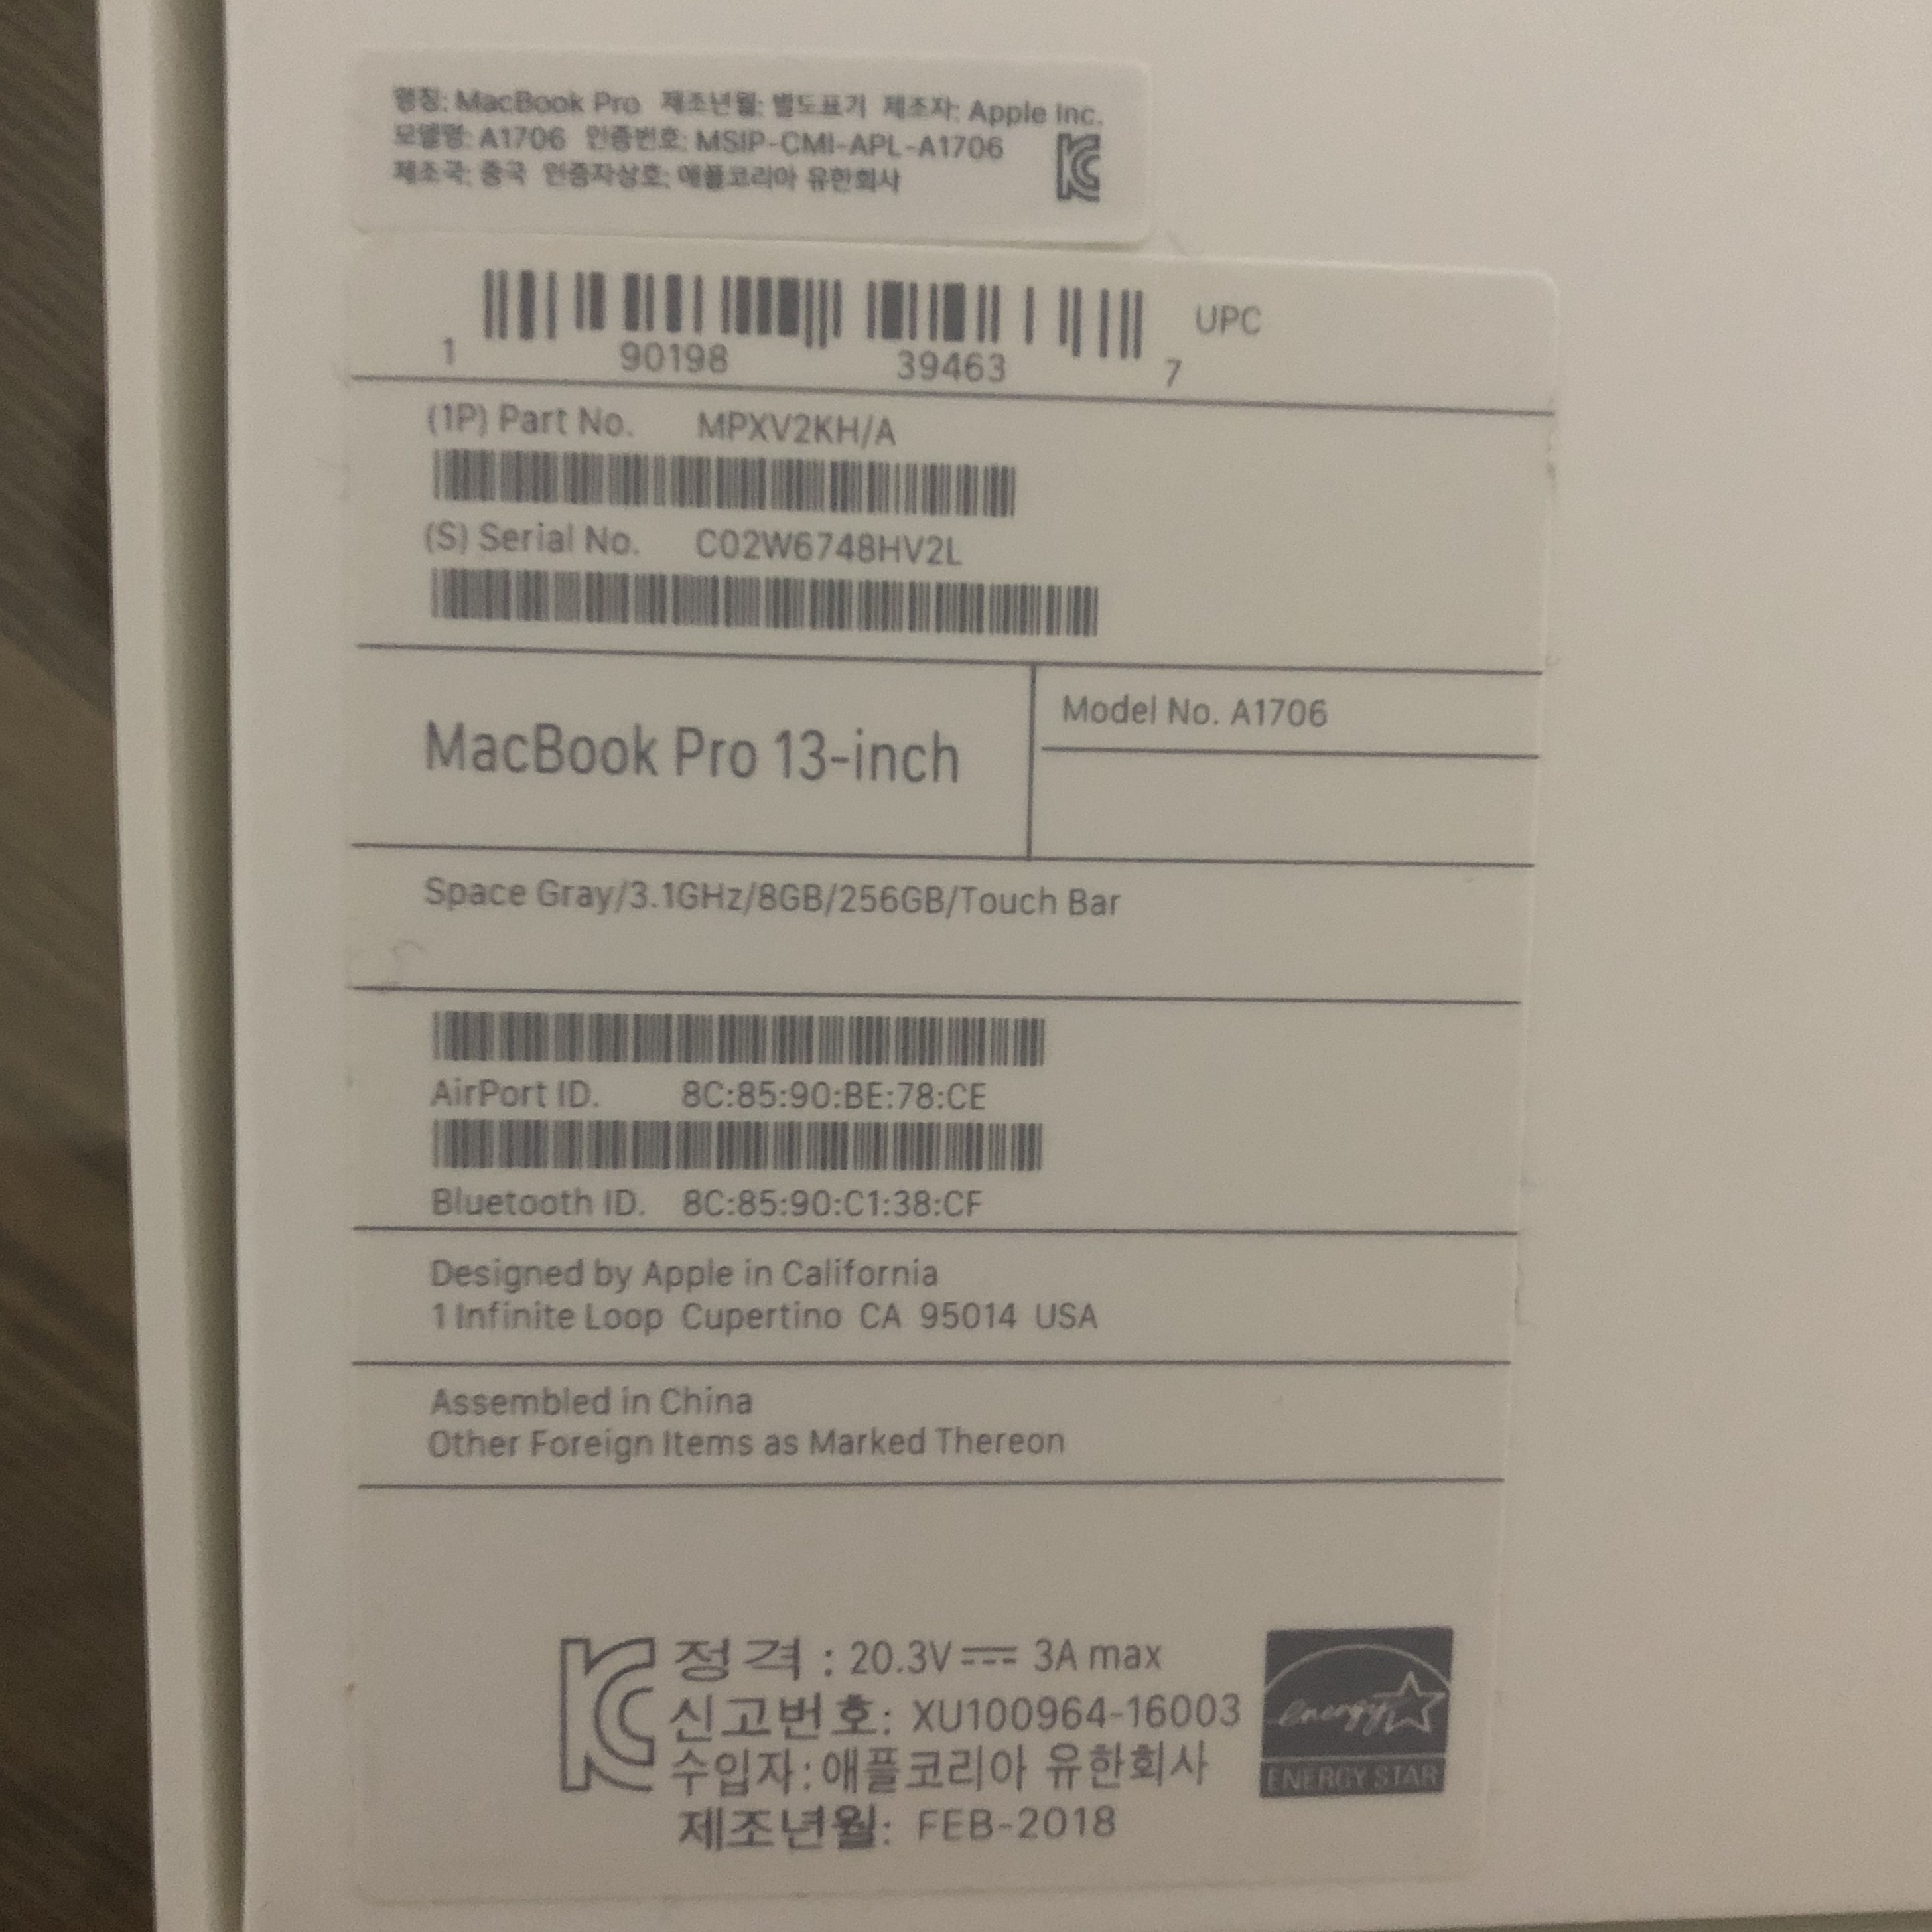 명칭: MacBook Pro 제조년월: 별도표기 제조자: Apple Inc.
모델명: A1706 인증번호: MSIP-CMI-APL-A1706
제조국: 중국 인증자상호: 애플코리아 유한회사
1 90198 39463 7 UPC
(1P) Part No. MPXV2KH/A
(S) Serial No. C02W6748HV2L
MacBook Pro 13-inch
Model No. A1706
Space Gray/3.1GHz/8GB/256GB/Touch Bar
AirPort ID. 8C:85:90:BE:78:CE
Bluetooth ID. 8C:85:90:C1:38:CF
Designed by Apple in California
1 Infinite Loop Cupertino CA 95014 USA
Assembled in China
Other Foreign Items as Marked Thereon
정격 : 20.3V⎓ 3A max
신고번호: XU100964-16003
수입자:애플코리아 유한회사
제조년월: FEB-2018
energy
ENERGY STAR